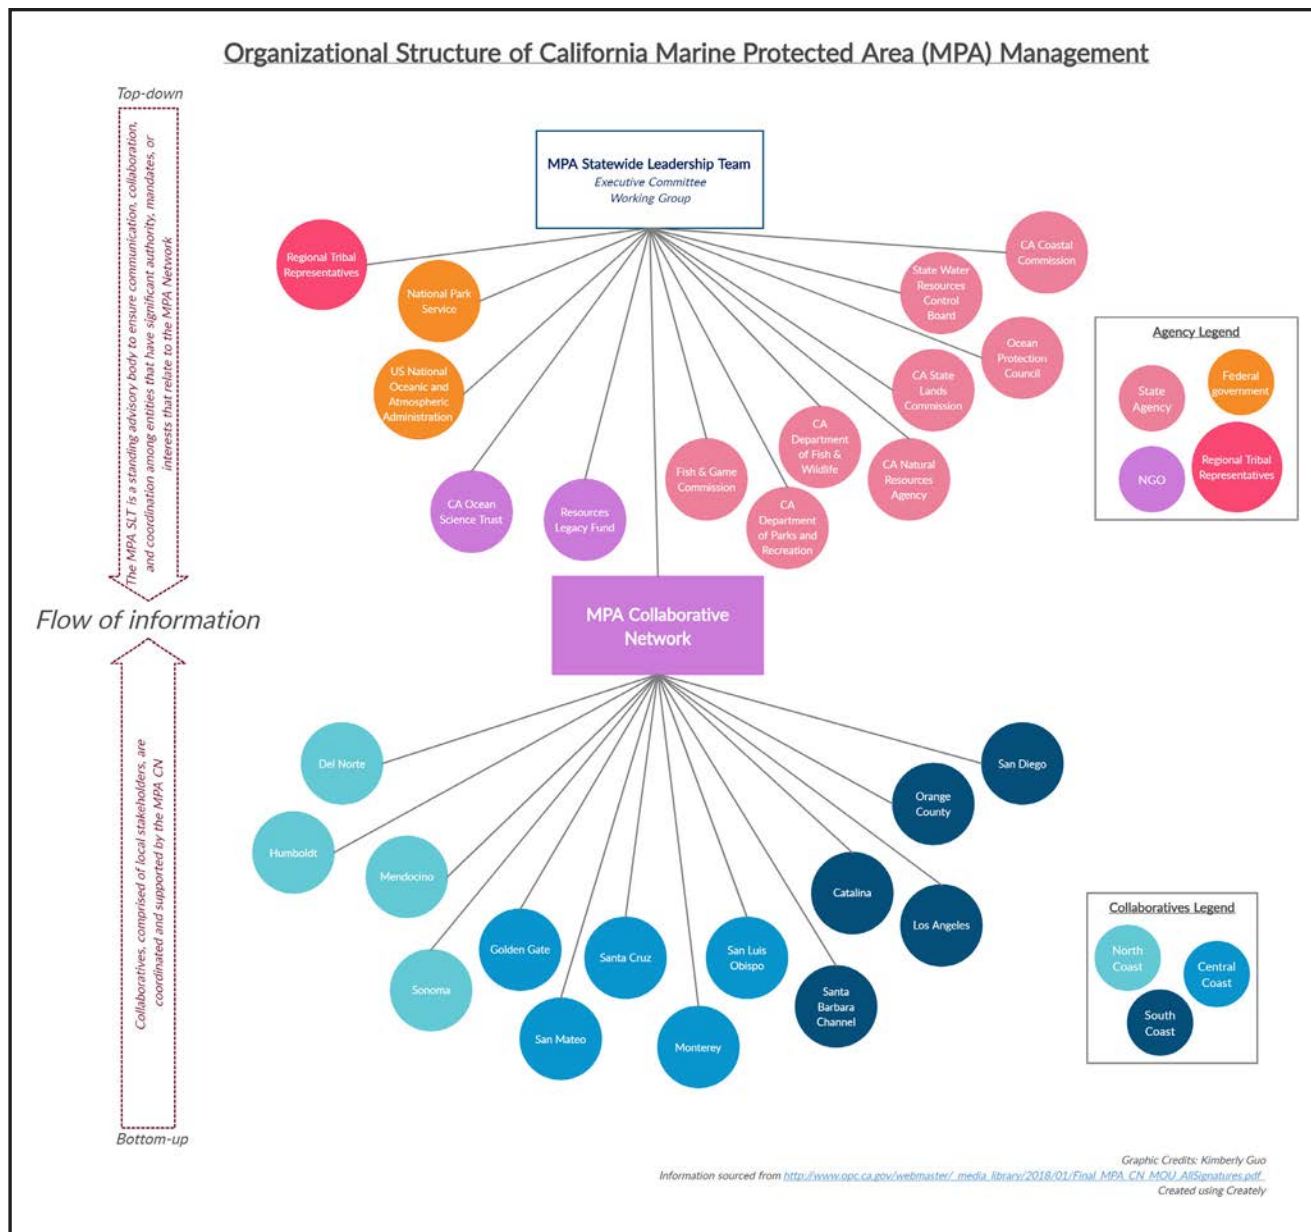 Organizational Structure of California Marine Protected Area (MPA) Management
Top-down
The MPA SLT is a standing advisory body to ensure communication, collaboration,
and coordination among entities that have significant authority, mandates, or
interests that relate to the MPA Network
MPA Statewide Leadership Team
Executive Committee
Working Group
Regional Tribal
Representatives
National Park
Service
US National
Oceanic and
Atmospheric
Administration
CA Ocean
Science Trust
Resources
Legacy Fund
Fish & Game
Commission
CA
Department
of Parks and
Recreation
CA
Department
of Fish &
Wildlife
CA Natural
Resources
Agency
CA State
Lands
Commission
Ocean
Protection
Council
State Water
Resources
Control
Board
CA Coastal
Commission
Agency Legend
State
Agency
Federal
government
NGO
Regional Tribal
Representatives
Flow of information
MPA Collaborative
Network
Collaboratives, comprised of local stakeholders, are
coordinated and supported by the MPA CN
Bottom-up
Del Norte
Humboldt
Mendocino
Sonoma
Golden Gate
San Mateo
Santa Cruz
Monterey
San Luis
Obispo
Santa
Barbara
Channel
Catalina
Los Angeles
Orange
County
San Diego
Collaboratives Legend
North
Coast
Central
Coast
South
Coast
Graphic Credits: Kimberly Guo
Information sourced from http://www.opc.ca.gov/webmaster/_media_library/2018/01/Final_MPA_CN_MOU_AllSignatures.pdf
Created using Creately